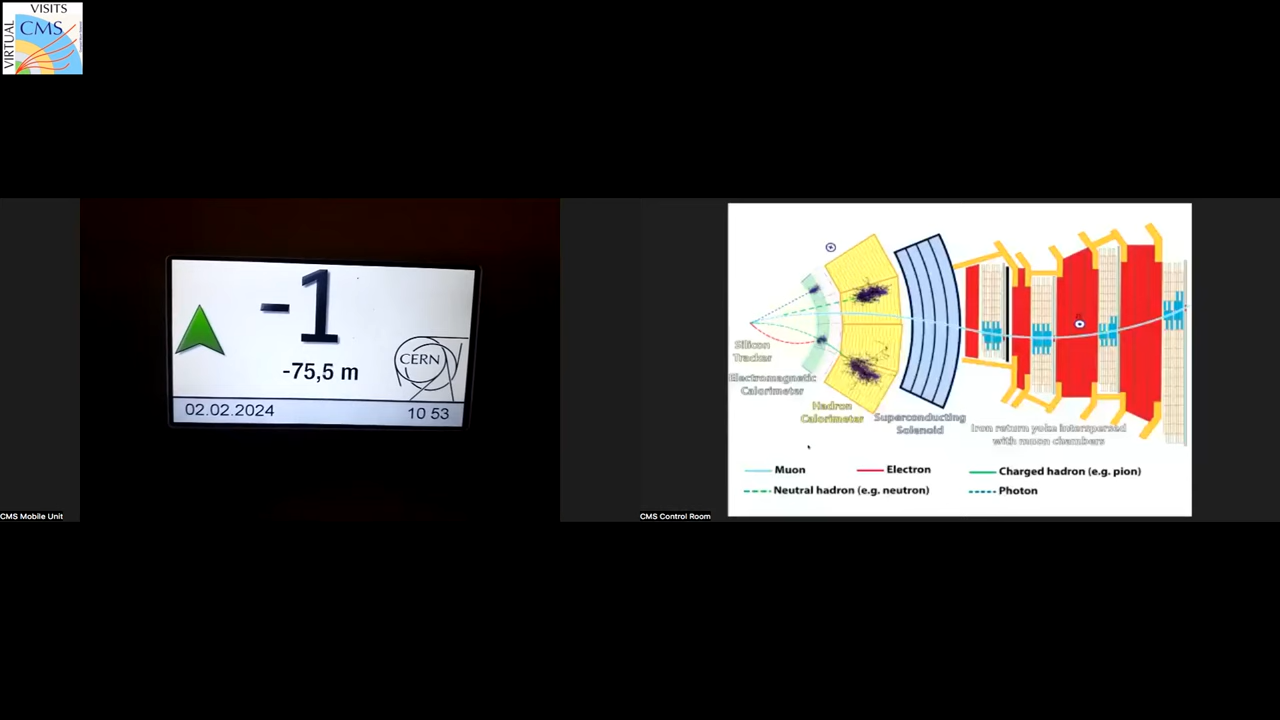 VISITS
CMS
VIRTUAL
-1
-75,5 m
CERN
02.02.2024
10 53
CMS Mobile Unit
Silicon
Tracker
Electromagnetic
Calorimeter
Hadron
Calorimeter
Superconducting
Solenoid
Iron return yoke interspersed
with muon chambers
Muon
Electron
Charged hadron (e.g. pion)
Neutral hadron (e.g. neutron)
Photon
CMS Control Room